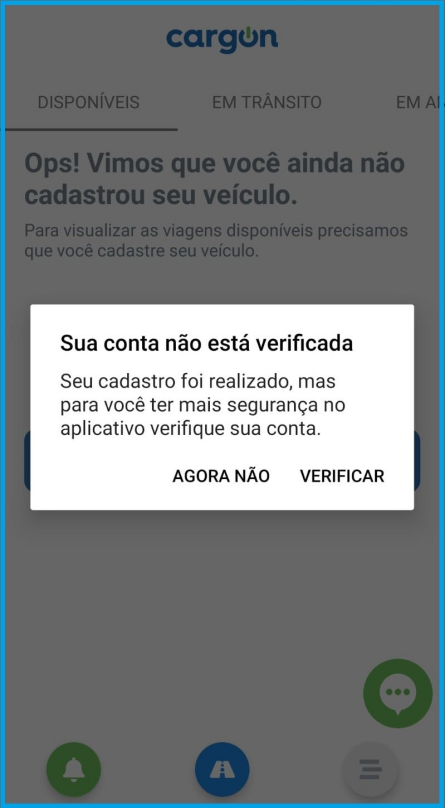 cargon
DISPONÍVEIS EM TRÂNSITO EM A
Ops! Vimos que você ainda não
cadastrou seu veículo.
Para visualizar as viagens disponíveis precisamos
que você cadastre seu veículo.
Sua conta não está verificada
Seu cadastro foi realizado, mas
para você ter mais segurança no
aplicativo verifique sua conta.
AGORA NÃO VERIFICAR